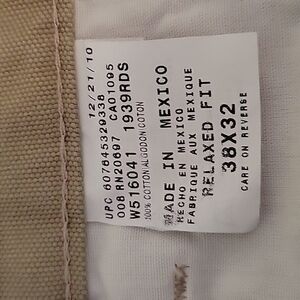 12/21/10
UPC 607645329338
008 RN20697 CA01095
W516041 1939RDS
100% COTTON/ALGODON/COTON
MADE IN MEXICO
HECHO EN MEXICO
FABRIQUE AUX MEXIQUE
RELAXED FIT
38X32
CARE ON REVERSE